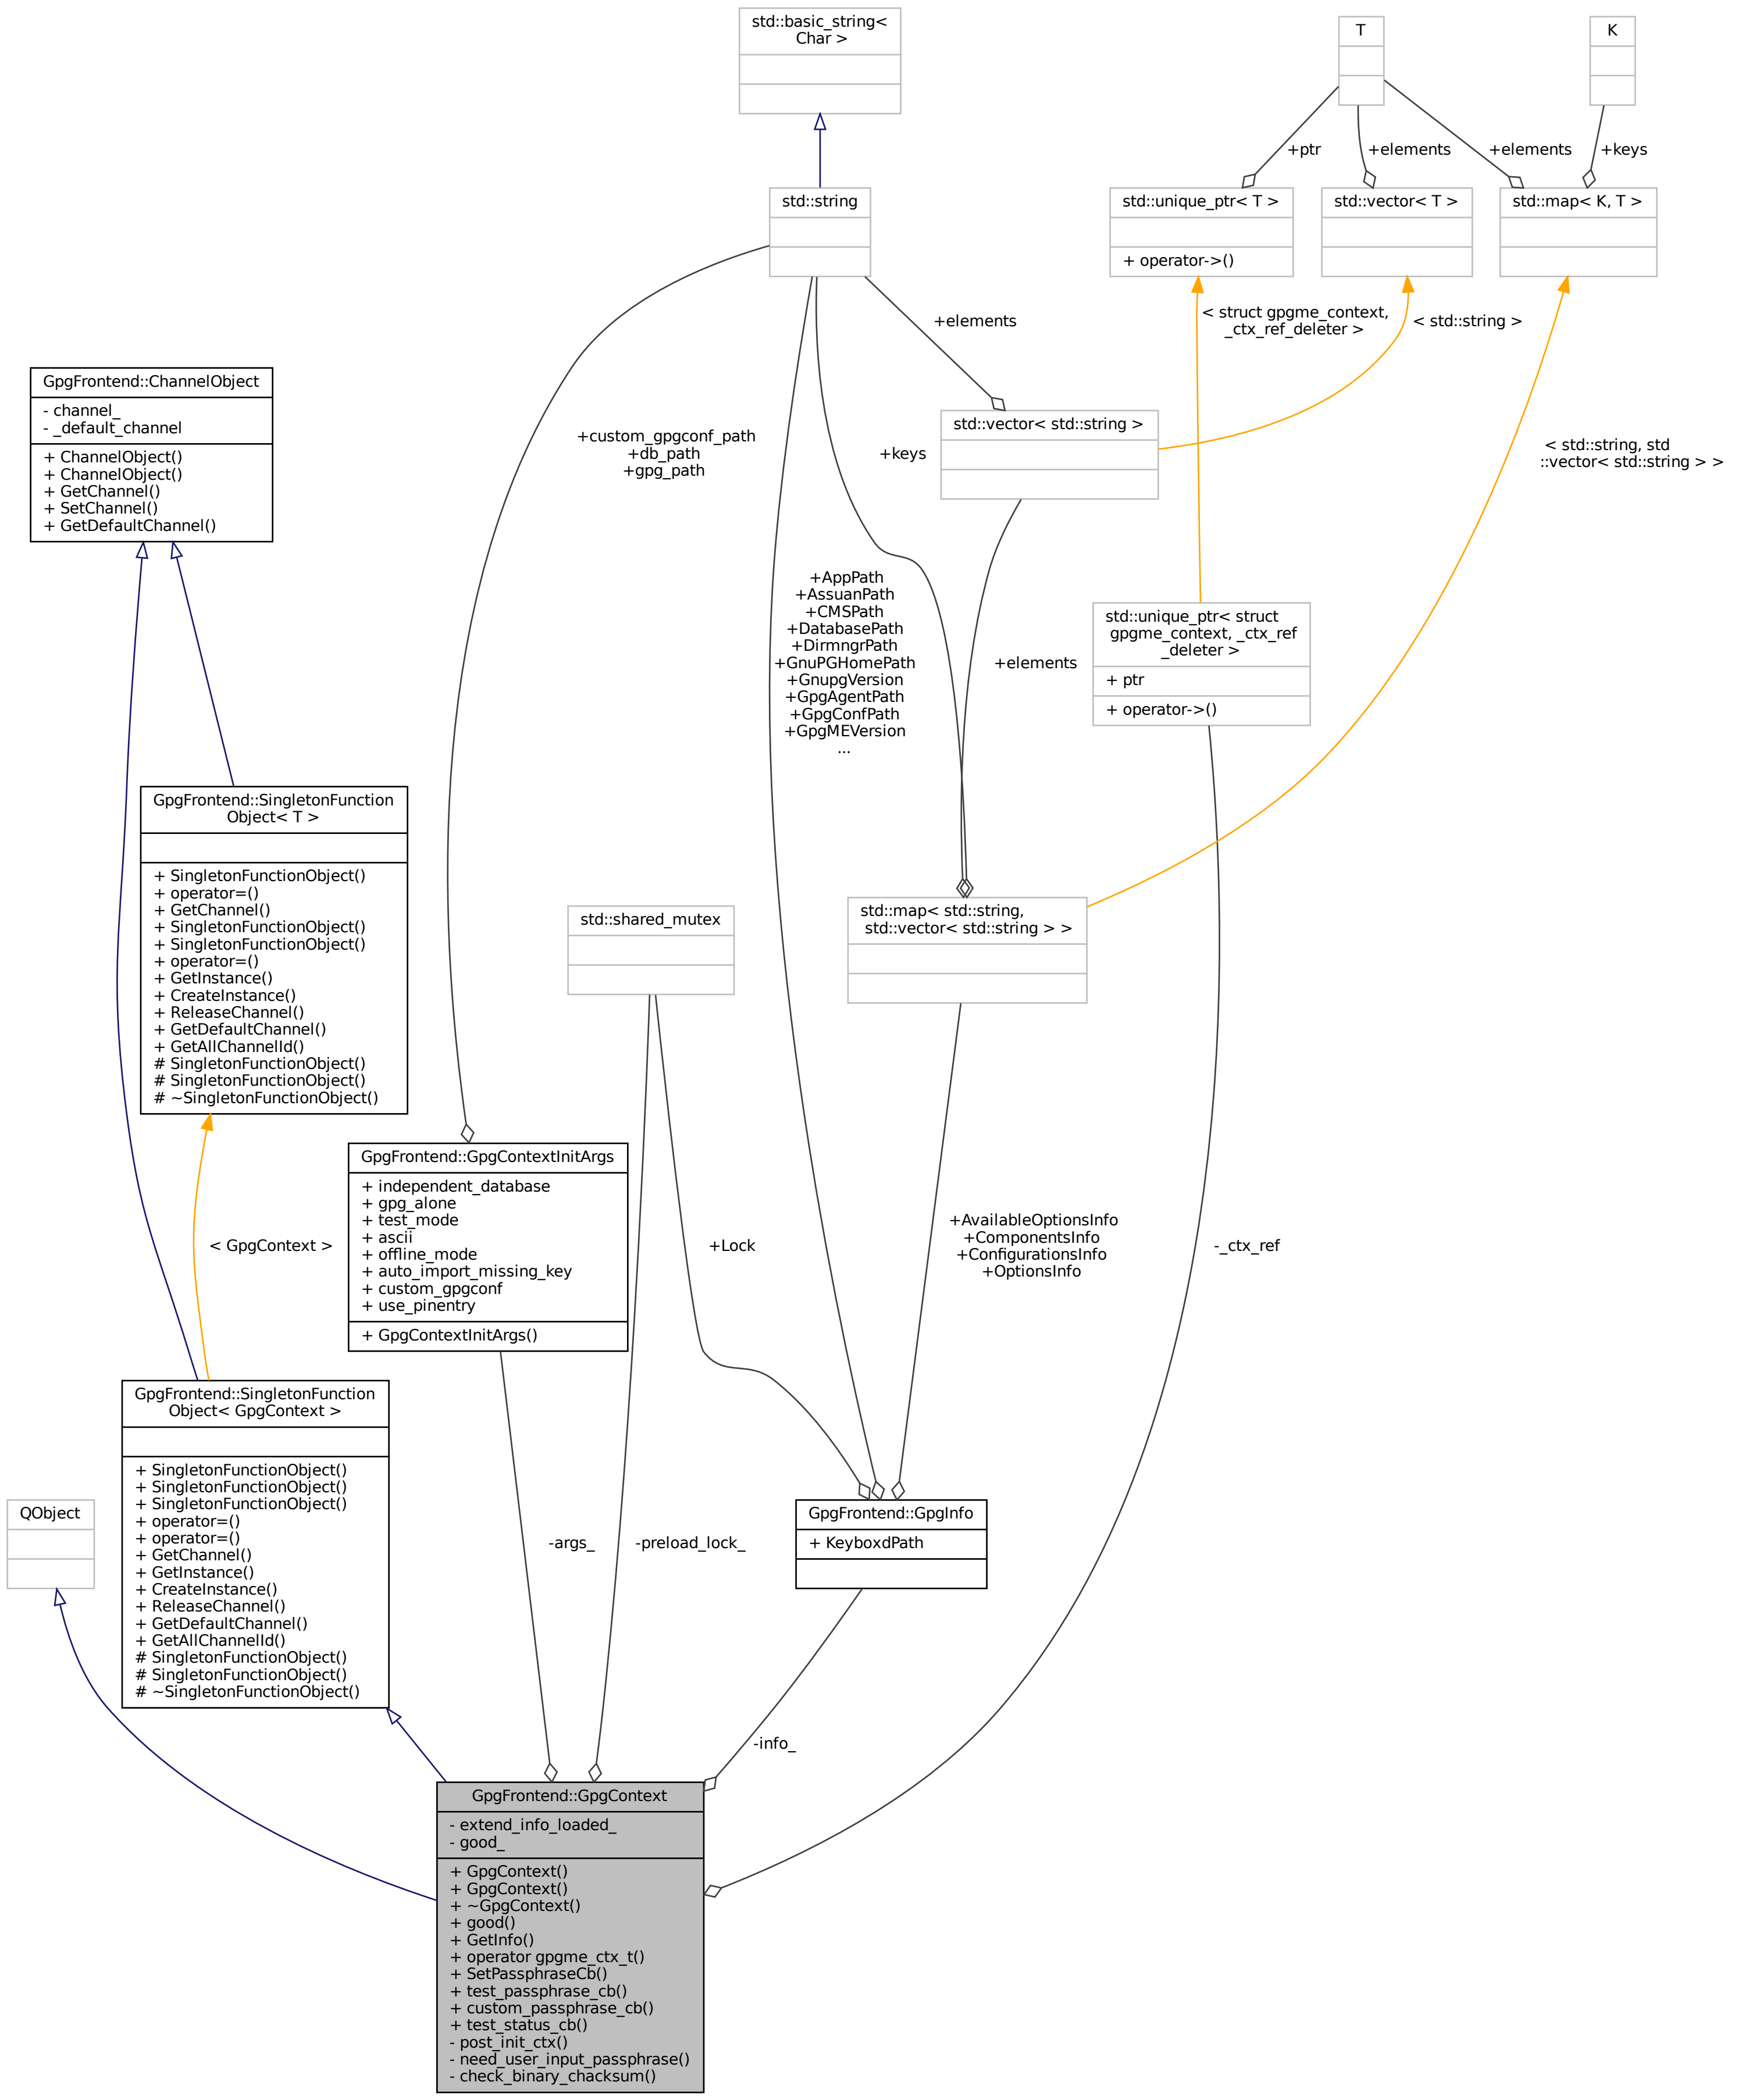 std::basic_string<
Char >
T
K
+ptr
+elements
+elements
+keys
std::string
std::unique_ptr< T >
+ operator->()
std::vector< T >
std::map< K, T >
+elements
< struct gpgme_context,
_ctx_ref_deleter >
< std::string >
GpgFrontend::ChannelObject
- channel_
- _default_channel
+ ChannelObject()
+ ChannelObject()
+ GetChannel()
+ SetChannel()
+ GetDefaultChannel()
+custom_gpgconf_path
+db_path
+gpg_path
+keys
std::vector< std::string >
< std::string, std
::vector< std::string > >
+AppPath
+AssuanPath
+CMSPath
+DatabasePath
+DirmngrPath
+GnuPGHomePath
+GnupgVersion
+GpgAgentPath
+GpgConfPath
+GpgMEVersion
...
+elements
std::unique_ptr< struct
gpgme_context, _ctx_ref
_deleter >
+ ptr
+ operator->()
GpgFrontend::SingletonFunction
Object< T >
+ SingletonFunctionObject()
+ operator=()
+ GetChannel()
+ SingletonFunctionObject()
+ SingletonFunctionObject()
+ operator=()
+ GetInstance()
+ CreateInstance()
+ ReleaseChannel()
+ GetDefaultChannel()
+ GetAllChannelId()
# SingletonFunctionObject()
# SingletonFunctionObject()
# ~SingletonFunctionObject()
std::shared_mutex
std::map< std::string,
std::vector< std::string > >
< GpgContext >
GpgFrontend::GpgContextInitArgs
+ independent_database
+ gpg_alone
+ test_mode
+ ascii
+ offline_mode
+ auto_import_missing_key
+ custom_gpgconf
+ use_pinentry
+ GpgContextInitArgs()
+Lock
+AvailableOptionsInfo
+ComponentsInfo
+ConfigurationsInfo
+OptionsInfo
-_ctx_ref
GpgFrontend::SingletonFunction
Object< GpgContext >
+ SingletonFunctionObject()
+ SingletonFunctionObject()
+ SingletonFunctionObject()
+ operator=()
+ operator=()
+ GetChannel()
+ GetInstance()
+ CreateInstance()
+ ReleaseChannel()
+ GetDefaultChannel()
+ GetAllChannelId()
# SingletonFunctionObject()
# SingletonFunctionObject()
# ~SingletonFunctionObject()
QObject
-args_
-preload_lock_
GpgFrontend::GpgInfo
+ KeyboxdPath
-info_
GpgFrontend::GpgContext
- extend_info_loaded_
- good_
+ GpgContext()
+ GpgContext()
+ ~GpgContext()
+ good()
+ GetInfo()
+ operator gpgme_ctx_t()
+ SetPassphraseCb()
+ test_passphrase_cb()
+ custom_passphrase_cb()
+ test_status_cb()
- post_init_ctx()
- need_user_input_passphrase()
- check_binary_chacksum()